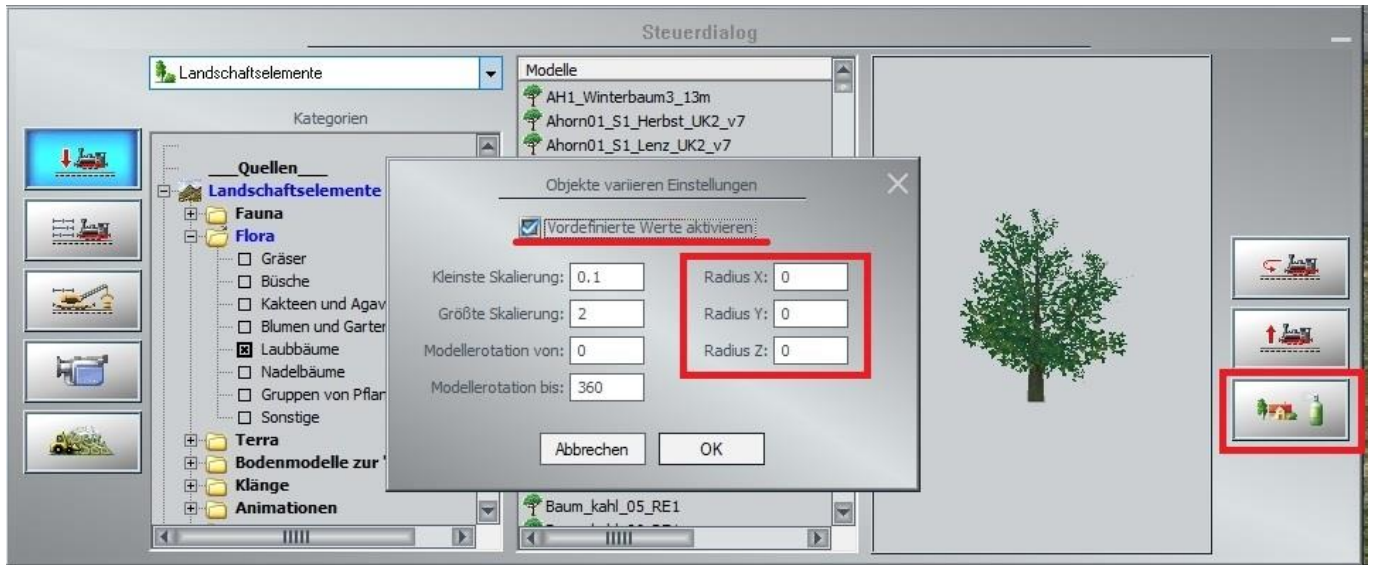 Steuerdialog
Landschaftselemente
Kategorien
___Quellen___
Landschaftselemente
Fauna
Flora
Gräser
Büsche
Kakteen und Agav
Blumen und Garter
Laubbäume
Nadelbäume
Gruppen von Pflan
Sonstige
Terra
Bodenmodelle zur '
Klänge
Animationen
Modelle
AH1_Winterbaum3_13m
Ahorn01_S1_Herbst_UK2_v7
Ahorn01_S1_Lenz_UK2_v7
Baum_kahl_05_RE1
Objekte variieren Einstellungen
Vordefinierte Werte aktivieren
Kleinste Skalierung: 0.1
Radius X: 0
Größte Skalierung: 2
Radius Y: 0
Modellerotation von: 0
Radius Z: 0
Modellerotation bis: 360
Abbrechen
OK